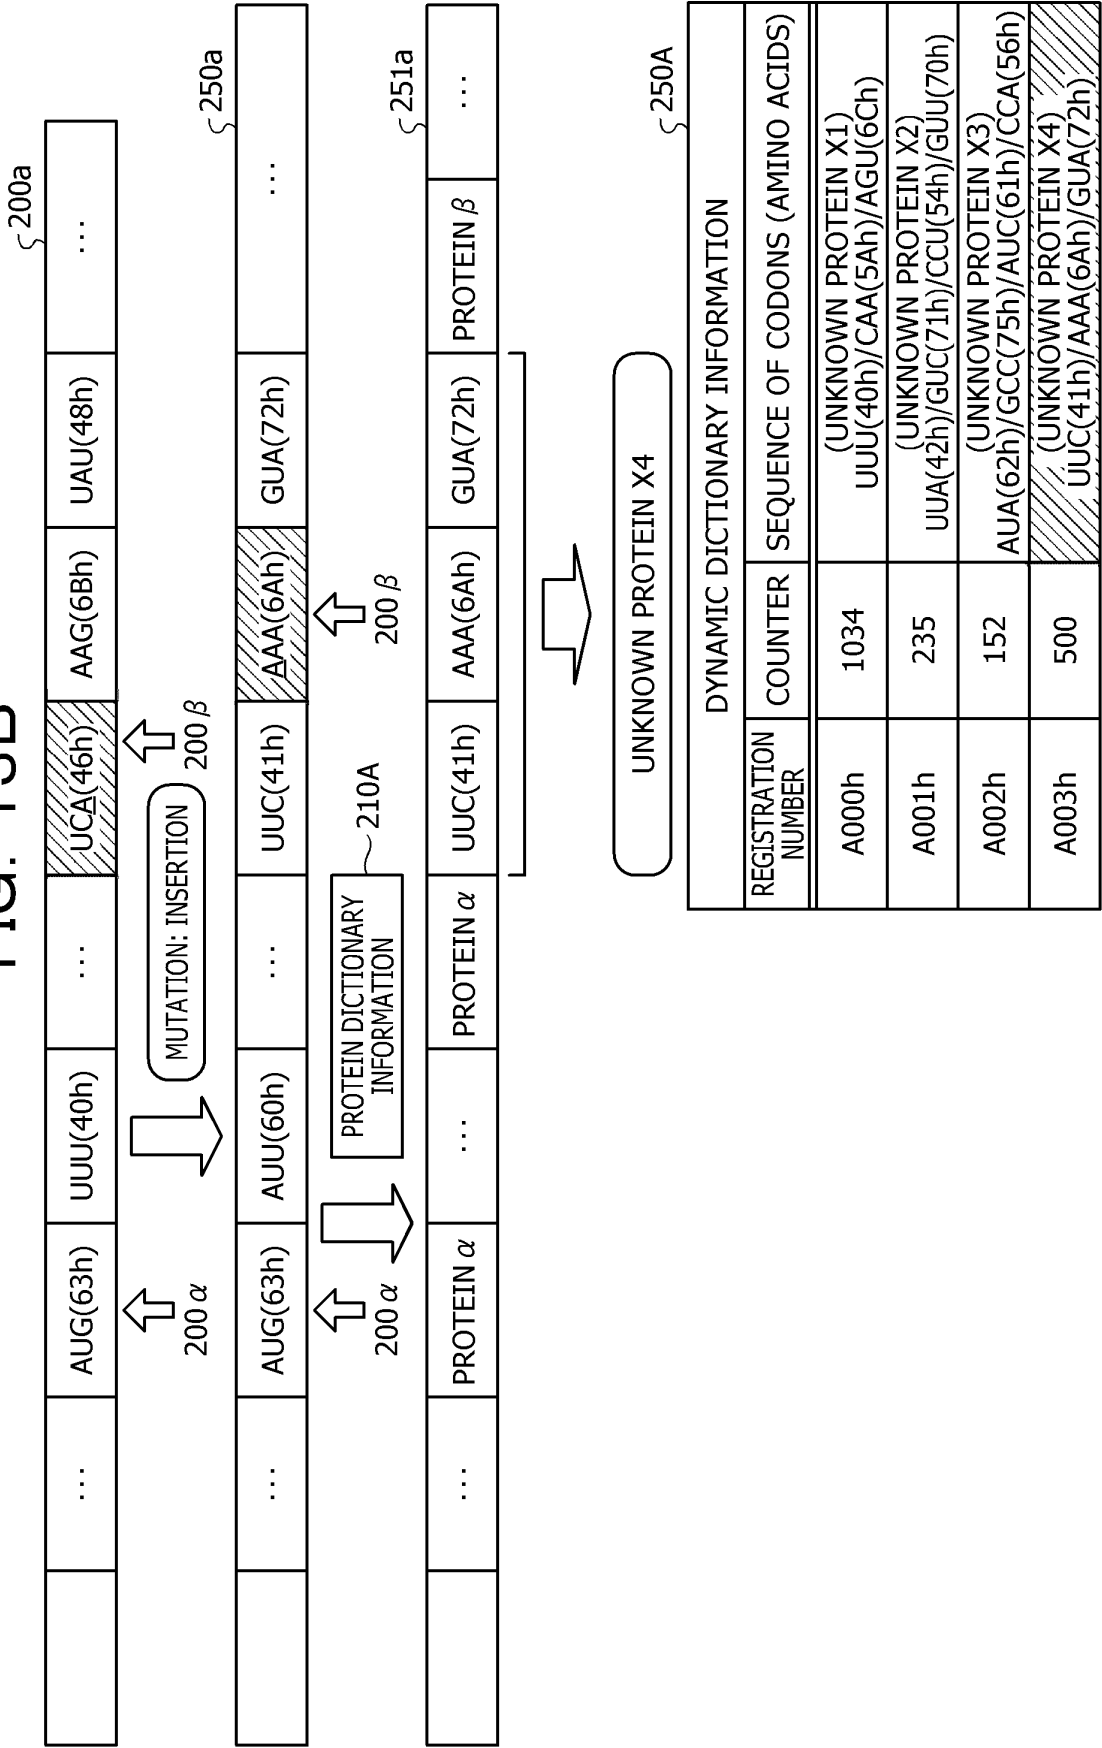 200a
... AUG(63h) UUU(40h) ... UCA(46h) AAG(6Bh) UAU(48h) ...
200α
MUTATION: INSERTION
200β
250a
... AUG(63h) AUU(60h) ... UUC(41h) AAA(6Ah) GUA(72h) ...
200α
200β
PROTEIN DICTIONARY
INFORMATION
210A
251a
... PROTEIN α ... PROTEIN α UUC(41h) AAA(6Ah) GUA(72h) PROTEIN β ...
UNKNOWN PROTEIN X4
250A
DYNAMIC DICTIONARY INFORMATION
REGISTRATION
NUMBER
COUNTER
SEQUENCE OF CODONS (AMINO ACIDS)
A000h
1034
(UNKNOWN PROTEIN X1)
UUU(40h)/CAA(5Ah)/AGU(6Ch)
A001h
235
(UNKNOWN PROTEIN X2)
UUA(42h)/GUC(71h)/CCU(54h)/GUU(70h)
A002h
152
(UNKNOWN PROTEIN X3)
AUA(62h)/GCC(75h)/AUC(61h)/CCA(56h)
A003h
500
(UNKNOWN PROTEIN X4)
UUC(41h)/AAA(6Ah)/GUA(72h)